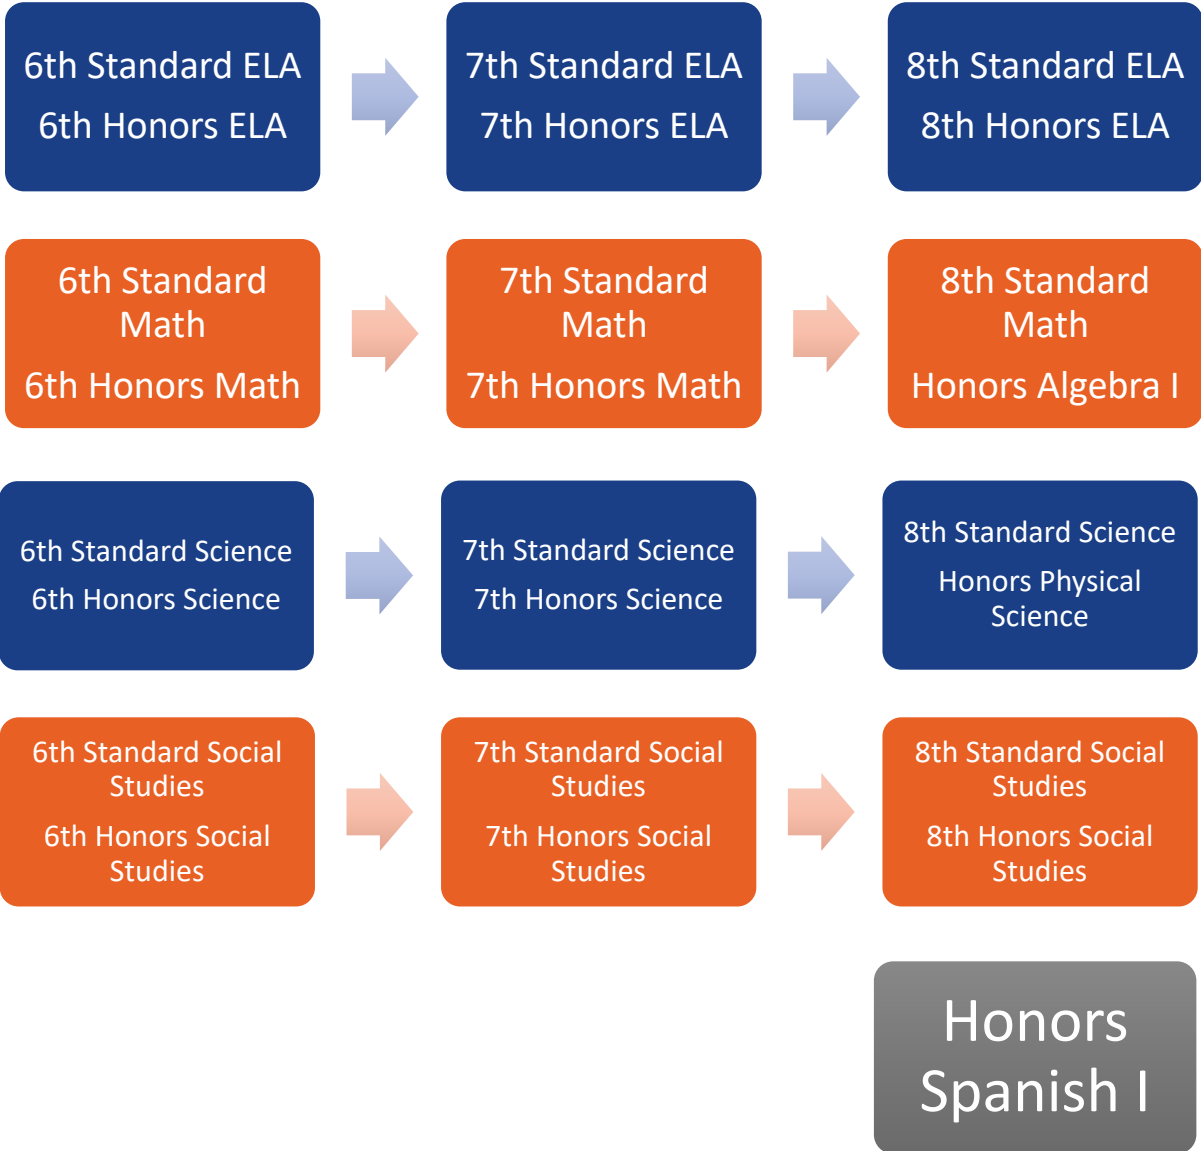 6th Standard ELA
6th Honors ELA
7th Standard ELA
7th Honors ELA
8th Standard ELA
8th Honors ELA
6th Standard
Math
6th Honors Math
7th Standard
Math
7th Honors Math
8th Standard
Math
Honors Algebra I
6th Standard Science
6th Honors Science
7th Standard Science
7th Honors Science
8th Standard Science
Honors Physical
Science
6th Standard Social
Studies
6th Honors Social
Studies
7th Standard Social
Studies
7th Honors Social
Studies
8th Standard Social
Studies
8th Honors Social
Studies
Honors
Spanish I